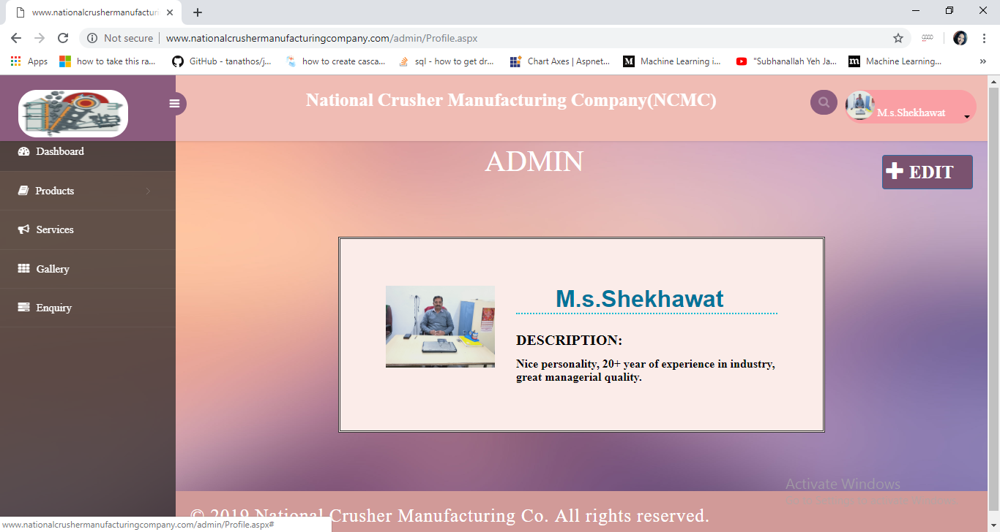 www.nationalcrushermanufacturin
Not secure
www.nationalcrushermanufacturingcompany.com/admin/Profile.aspx
Apps
how to take this ra...
GitHub - tanathos/j...
how to create casca...
sql - how to get dr...
Chart Axes | Aspnet...
M
Machine Learning i...
"Subhanallah Yeh Ja...
m
Machine Learning...
»
National Crusher Manufacturing Company(NCMC)
M.s.Shekhawat
Dashboard
Products
Services
Gallery
Enquiry
ADMIN
EDIT
M.s.Shekhawat
DESCRIPTION:
Nice personality, 20+ year of experience in industry,
great managerial quality.
Activate Windows
© 2019 National Crusher Manufacturing Co. All rights reserved.
www.nationalcrushermanufacturingcompany.com/admin/Profile.aspx#